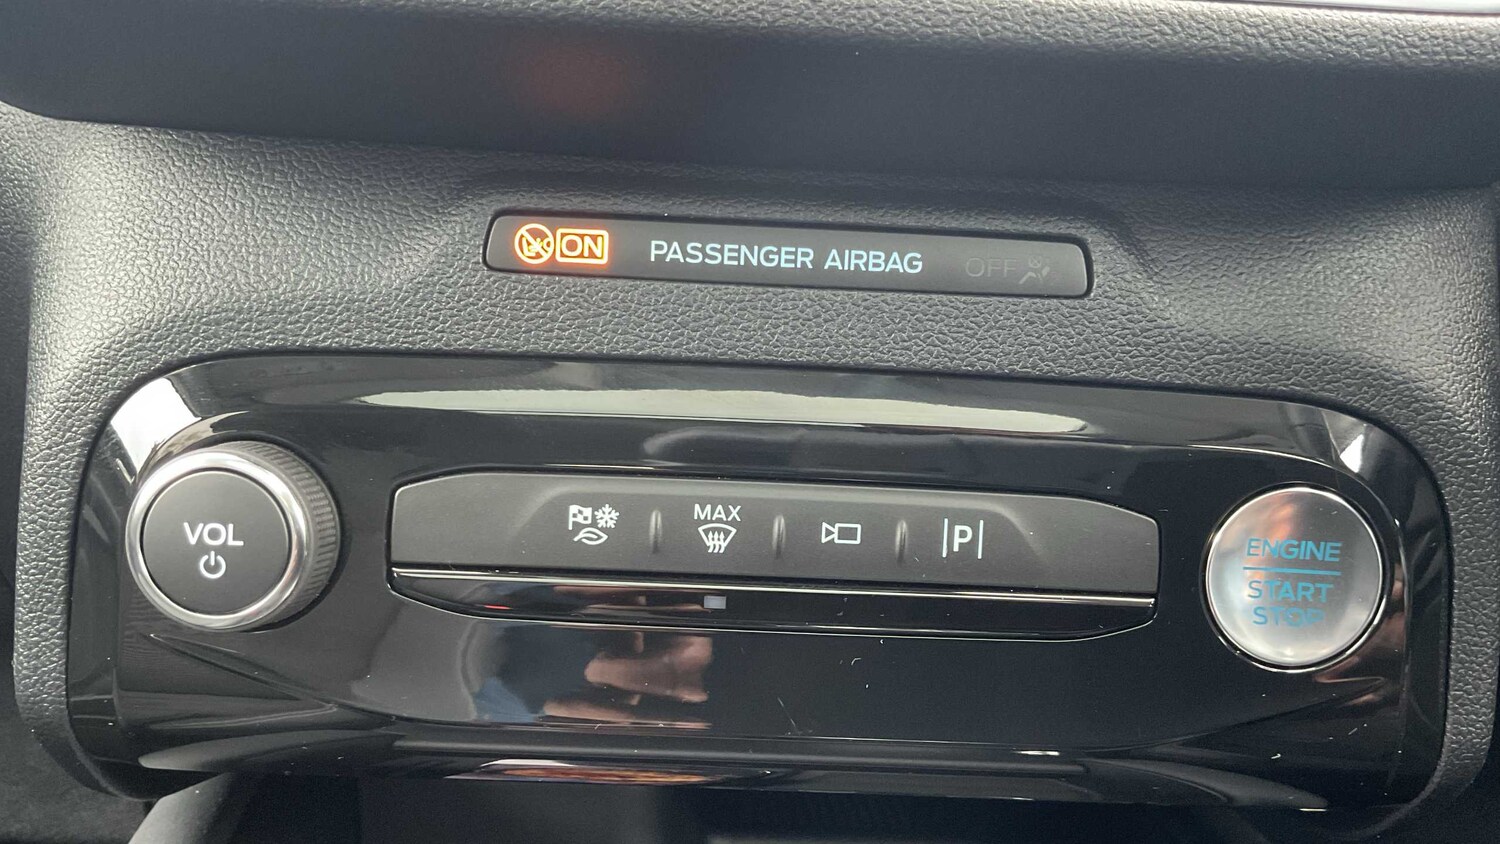 ON PASSENGER AIRBAG OFF
VOL
MAX
|P|
ENGINE
START
STOP